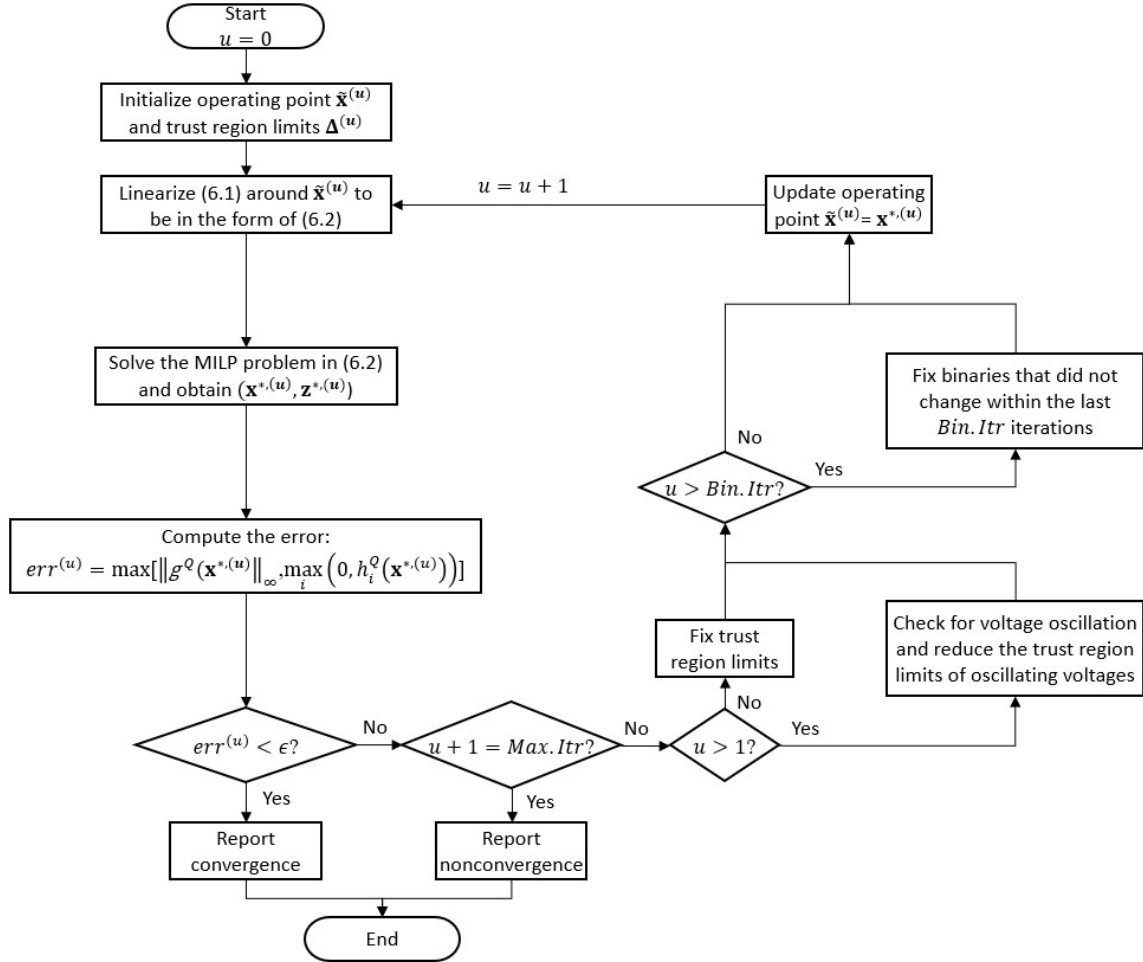 Start
u = 0
Initialize operating point x̃^(u)
and trust region limits Δ^(u)
Linearize (6.1) around x̃^(u) to
be in the form of (6.2)
u = u + 1
Update operating
point x̃^(u)= x^*,(u)
Solve the MILP problem in (6.2)
and obtain (x^*,(u), z^*,(u))
Fix binaries that did not
change within the last
Bin.Itr iterations
No
u > Bin.Itr?
Yes
Compute the error:
err^(u) = max[‖g^Q(x^*,(u)‖_∞,max_i(0, h_i^Q(x^*,(u)))]
Fix trust
region limits
Check for voltage oscillation
and reduce the trust region
limits of oscillating voltages
err^(u) < ϵ?
No
u + 1 = Max.Itr?
No
u > 1?
No
Yes
Yes
Yes
Report
convergence
Report
nonconvergence
End